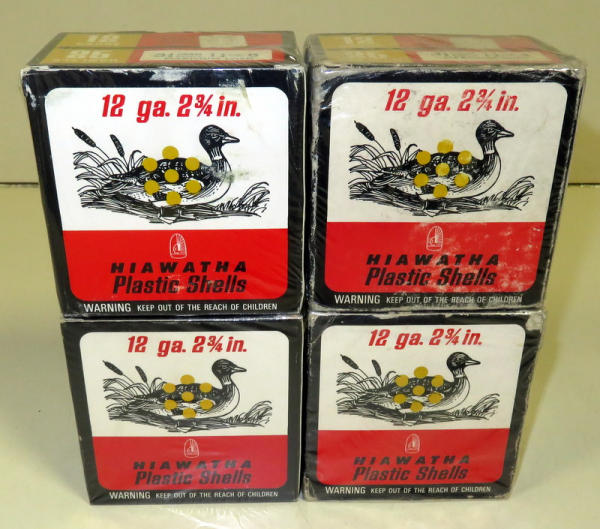 12 ga. 2¾ in.
HIAWATHA
Plastic Shells
WARNING KEEP OUT OF THE REACH OF CHILDREN
12 ga. 2¾ in.
HIAWATHA
Plastic Shells
WARNING KEEP OUT OF THE REACH OF CHILDREN
12 ga. 2¾ in.
HIAWATHA
Plastic Shells
WARNING KEEP OUT OF THE REACH OF CHILDREN
12 ga. 2¾ in.
HIAWATHA
Plastic Shells
WARNING KEEP OUT OF THE REACH OF CHILDREN